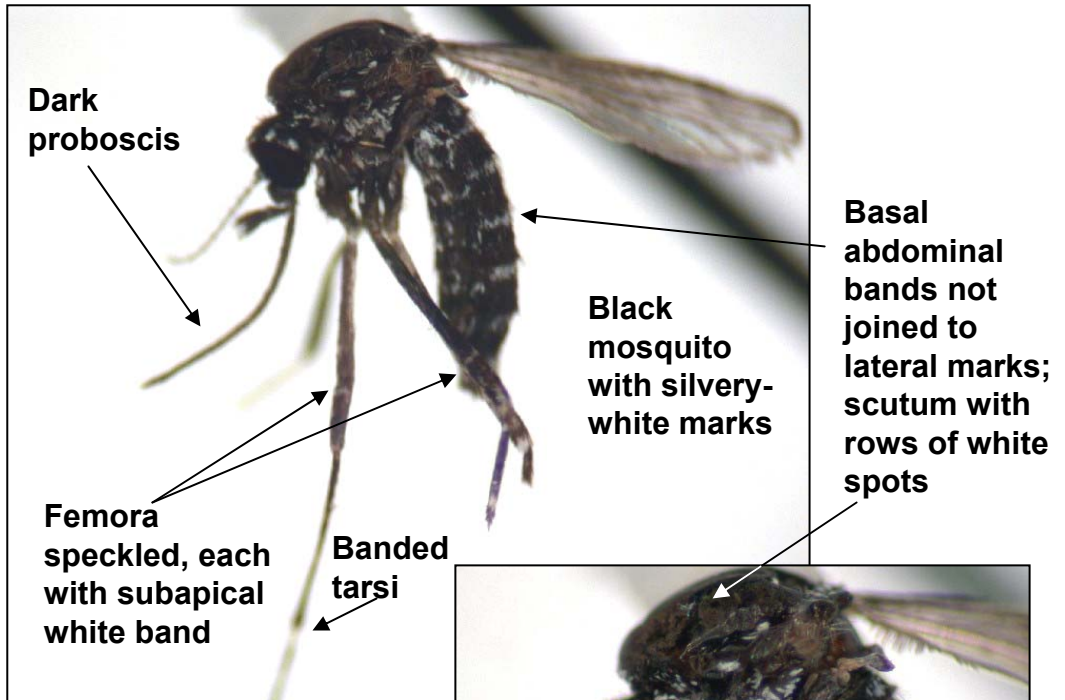 Dark
proboscis
Basal
abdominal
bands not
joined to
lateral marks;
scutum with
rows of white
spots
Black
mosquito
with silvery-
white marks
Femora
speckled, each
with subapical
white band
Banded
tarsi